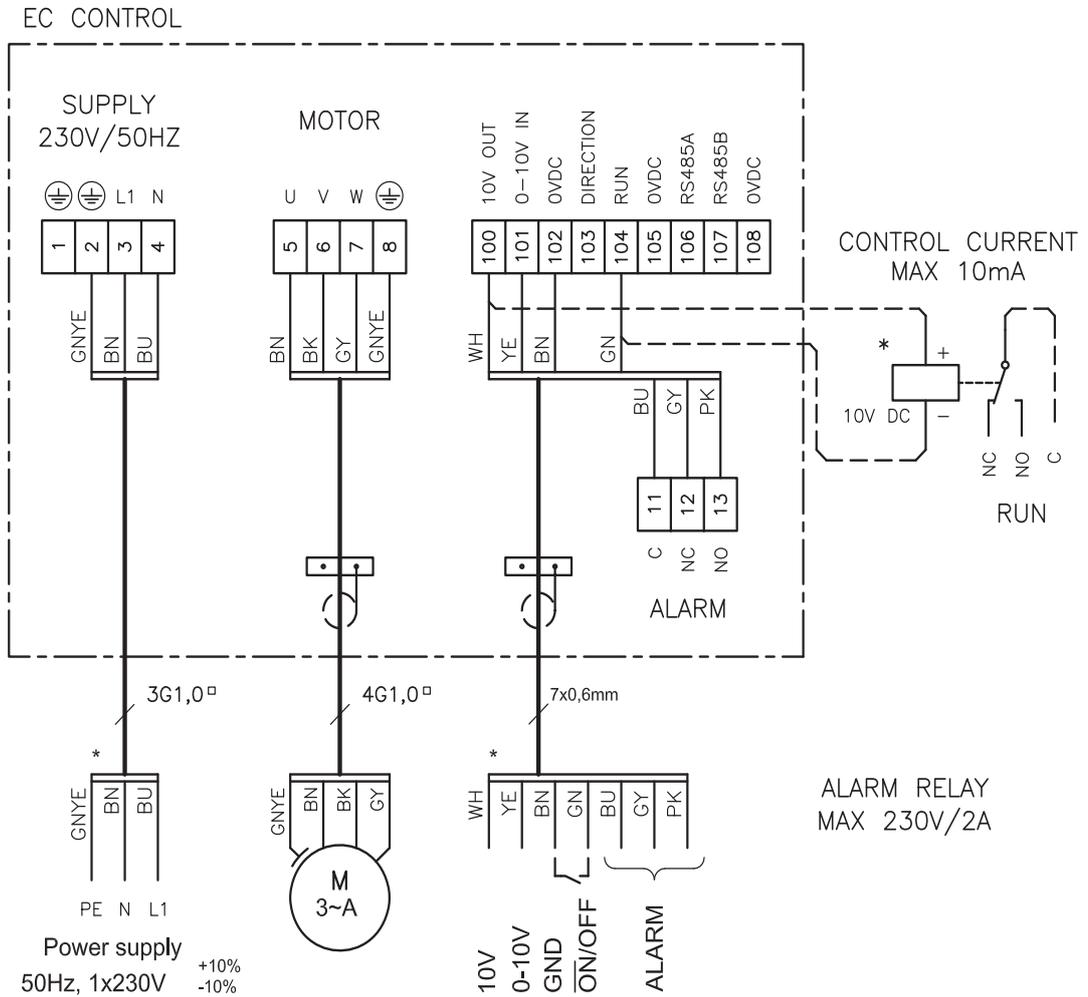 EC CONTROL
SUPPLY
230V/50HZ
MOTOR
10V OUT
0-10V IN
0VDC
DIRECTION
RUN
0VDC
RS485A
RS485B
0VDC
L1 N
U V W
1 2 3 4
5 6 7 8
100 101 102 103 104 105 106 107 108
CONTROL CURRENT
MAX 10mA
GNYE BN BU
BN BK GY GNYE
WH YE BN GN
*
+
10V DC
-
NC NO C
RUN
BU GY PK
11 12 13
C NC NO
ALARM
3G1,0
4G1,0
7x0,6mm
*
*
GNYE BN BU
GNYE BN BK GY
WH YE BN GN BU GY PK
ALARM RELAY
MAX 230V/2A
M
3~A
PE N L1
Power supply
50Hz, 1x230V +10%
-10%
10V
0-10V
GND
ON/OFF
ALARM